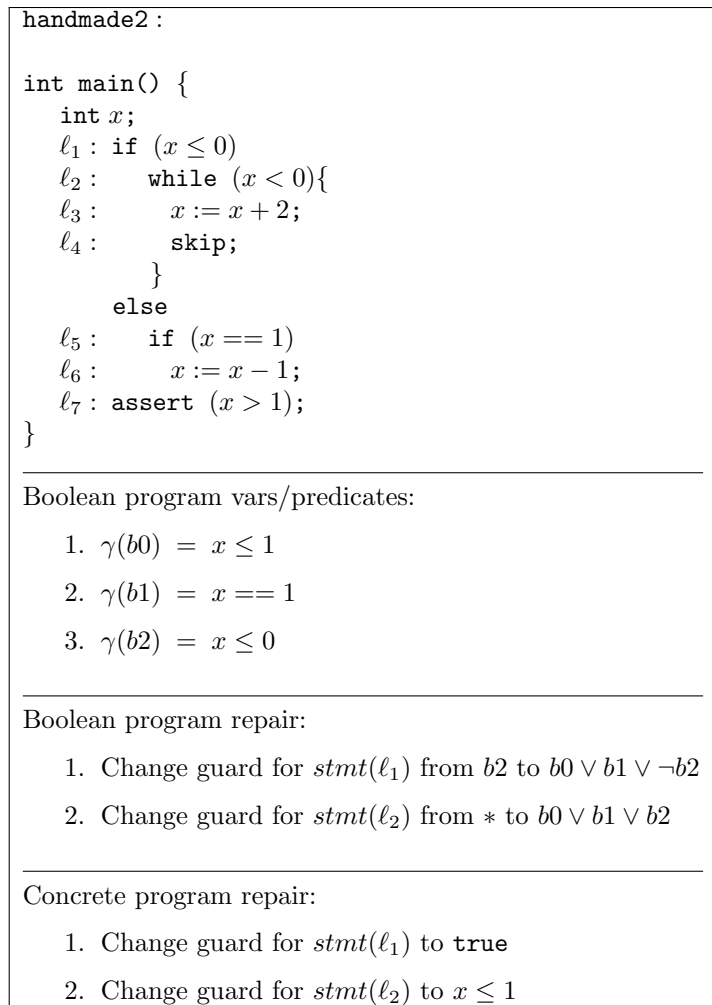 handmade2 :
int main() {
int x;
ℓ1 : if (x ≤ 0)
ℓ2 : while (x < 0){
ℓ3 : x := x + 2;
ℓ4 : skip;
}
else
ℓ5 : if (x == 1)
ℓ6 : x := x − 1;
ℓ7 : assert (x > 1);
}
Boolean program vars/predicates:
1. γ(b0) = x ≤ 1
2. γ(b1) = x == 1
3. γ(b2) = x ≤ 0
Boolean program repair:
1. Change guard for stmt(ℓ1) from b2 to b0 ∨ b1 ∨ ¬b2
2. Change guard for stmt(ℓ2) from ∗ to b0 ∨ b1 ∨ b2
Concrete program repair:
1. Change guard for stmt(ℓ1) to true
2. Change guard for stmt(ℓ2) to x ≤ 1